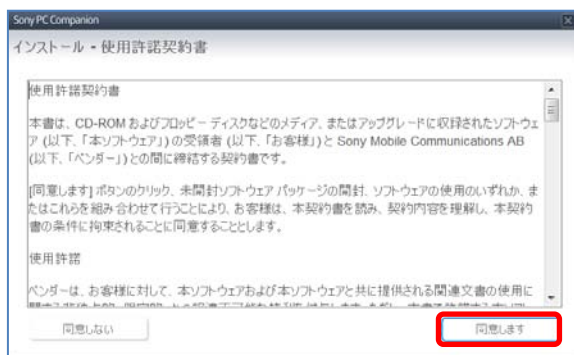 Sony PC Companion
インストール - 使用許諾契約書
使用許諾契約書
本書は、CD-ROM およびフロッピー ディスクなどのメディア、またはアップグレードに収録されたソフトウェ
ア (以下、「本ソフトウェア」) の受領者 (以下、「お客様」) と Sony Mobile Communications AB
(以下、「ベンダー」) との間に締結する契約書です。
[同意します] ボタンのクリック、未開封ソフトウェア パッケージの開封、ソフトウェアの使用のいずれか、ま
たはこれらを組み合わせて行うことにより、お客様は、本契約書を読み、契約内容を理解し、本契約
書の条件に拘束されることに同意することとします。
使用許諾
ベンダーは、お客様に対して、本ソフトウェアおよび本ソフトウェアと共に提供される関連文書の使用に
同意しない
同意します